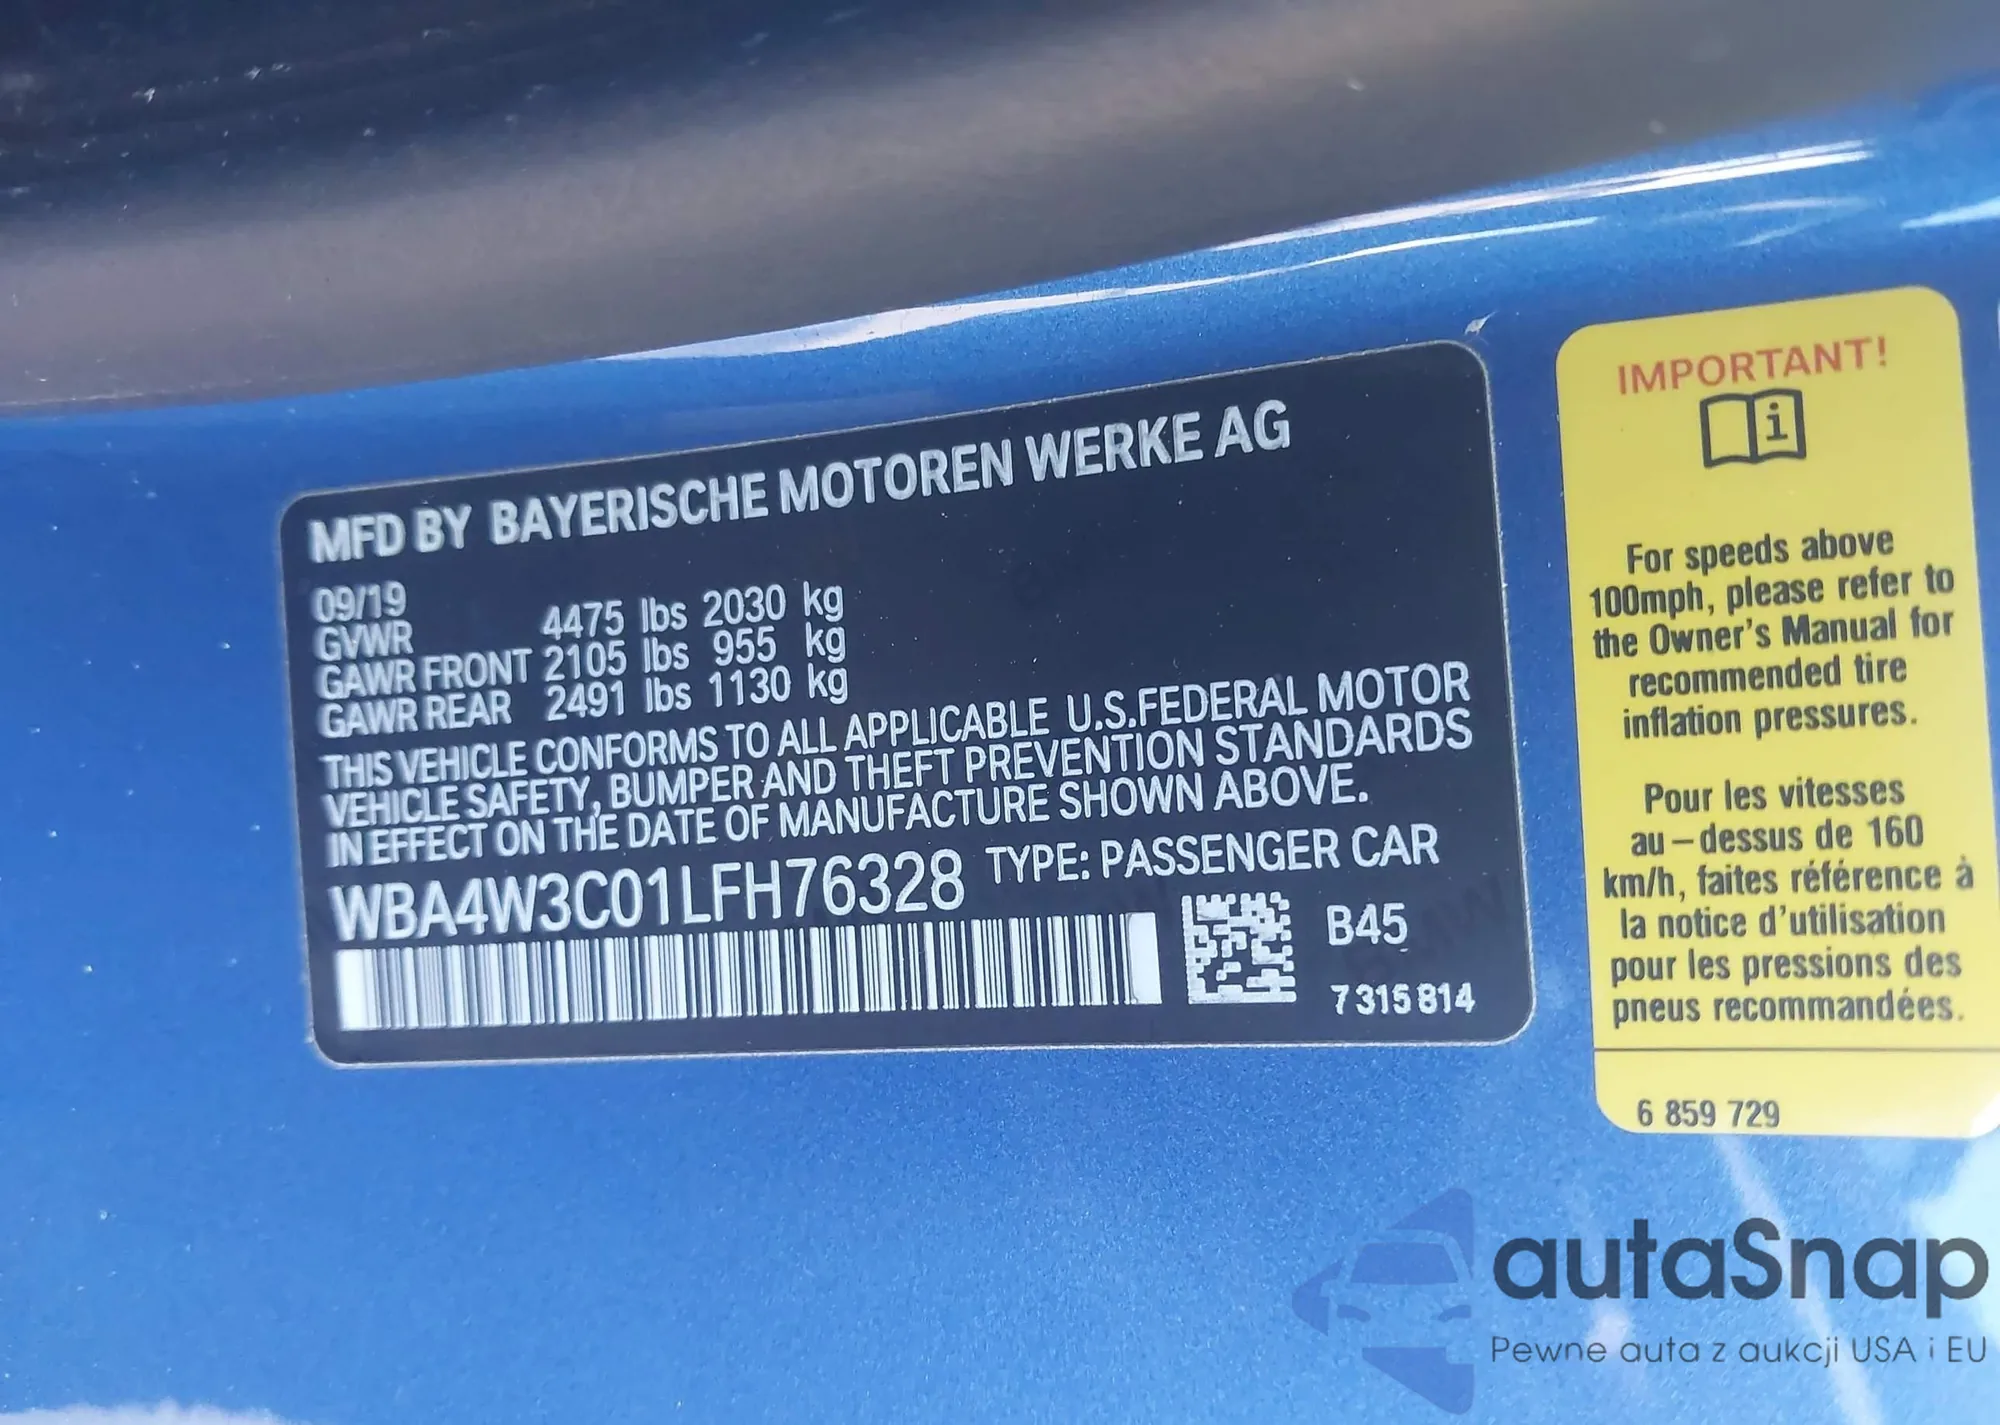 MFD BY BAYERISCHE MOTOREN WERKE AG
09/19
GVWR 4475 lbs 2030 kg
GAWR FRONT 2105 lbs 955 kg
GAWR REAR 2491 lbs 1130 kg
THIS VEHICLE CONFORMS TO ALL APPLICABLE U.S.FEDERAL MOTOR
VEHICLE SAFETY, BUMPER AND THEFT PREVENTION STANDARDS
IN EFFECT ON THE DATE OF MANUFACTURE SHOWN ABOVE.
WBA4W3C01LFH76328 TYPE: PASSENGER CAR
B45
7315814
IMPORTANT!
i
For speeds above
100mph, please refer to
the Owner's Manual for
recommended tire
inflation pressures.
Pour les vitesses
au-dessus de 160
km/h, faites référence à
la notice d'utilisation
pour les pressions des
pneus recommandées.
6 859 729
autaSnap
Pewne auta z aukcji USA i EU